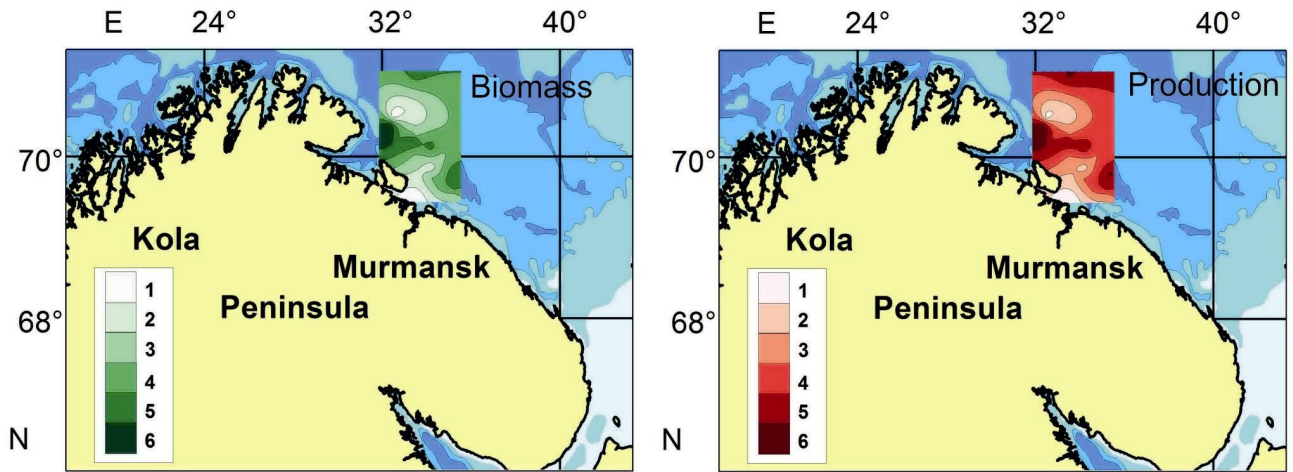 E 24° 32° 40°
Biomass
70°
Kola
Murmansk
Peninsula
68°
1
2
3
4
5
6
N
E 24° 32° 40°
Production
70°
Kola
Murmansk
Peninsula
68°
1
2
3
4
5
6
N